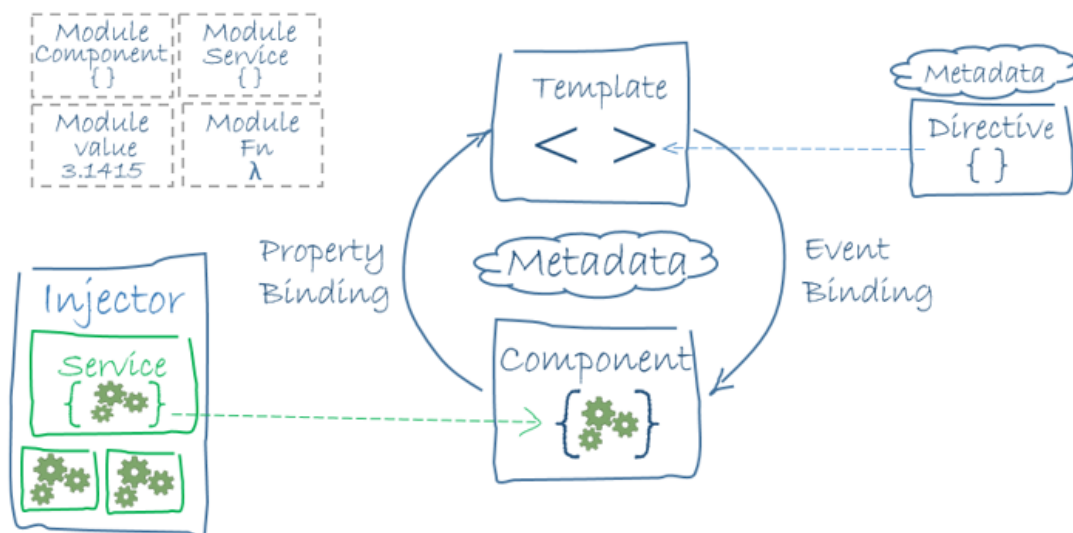 Module
Component
{ }
Module
Service
{ }
Module
value
3.1415
Module
Fn
λ
Template
< >
Metadata
Directive
{ }
Property
Binding
Metadata
Event
Binding
Injector
Service
{ }
Component
{ }